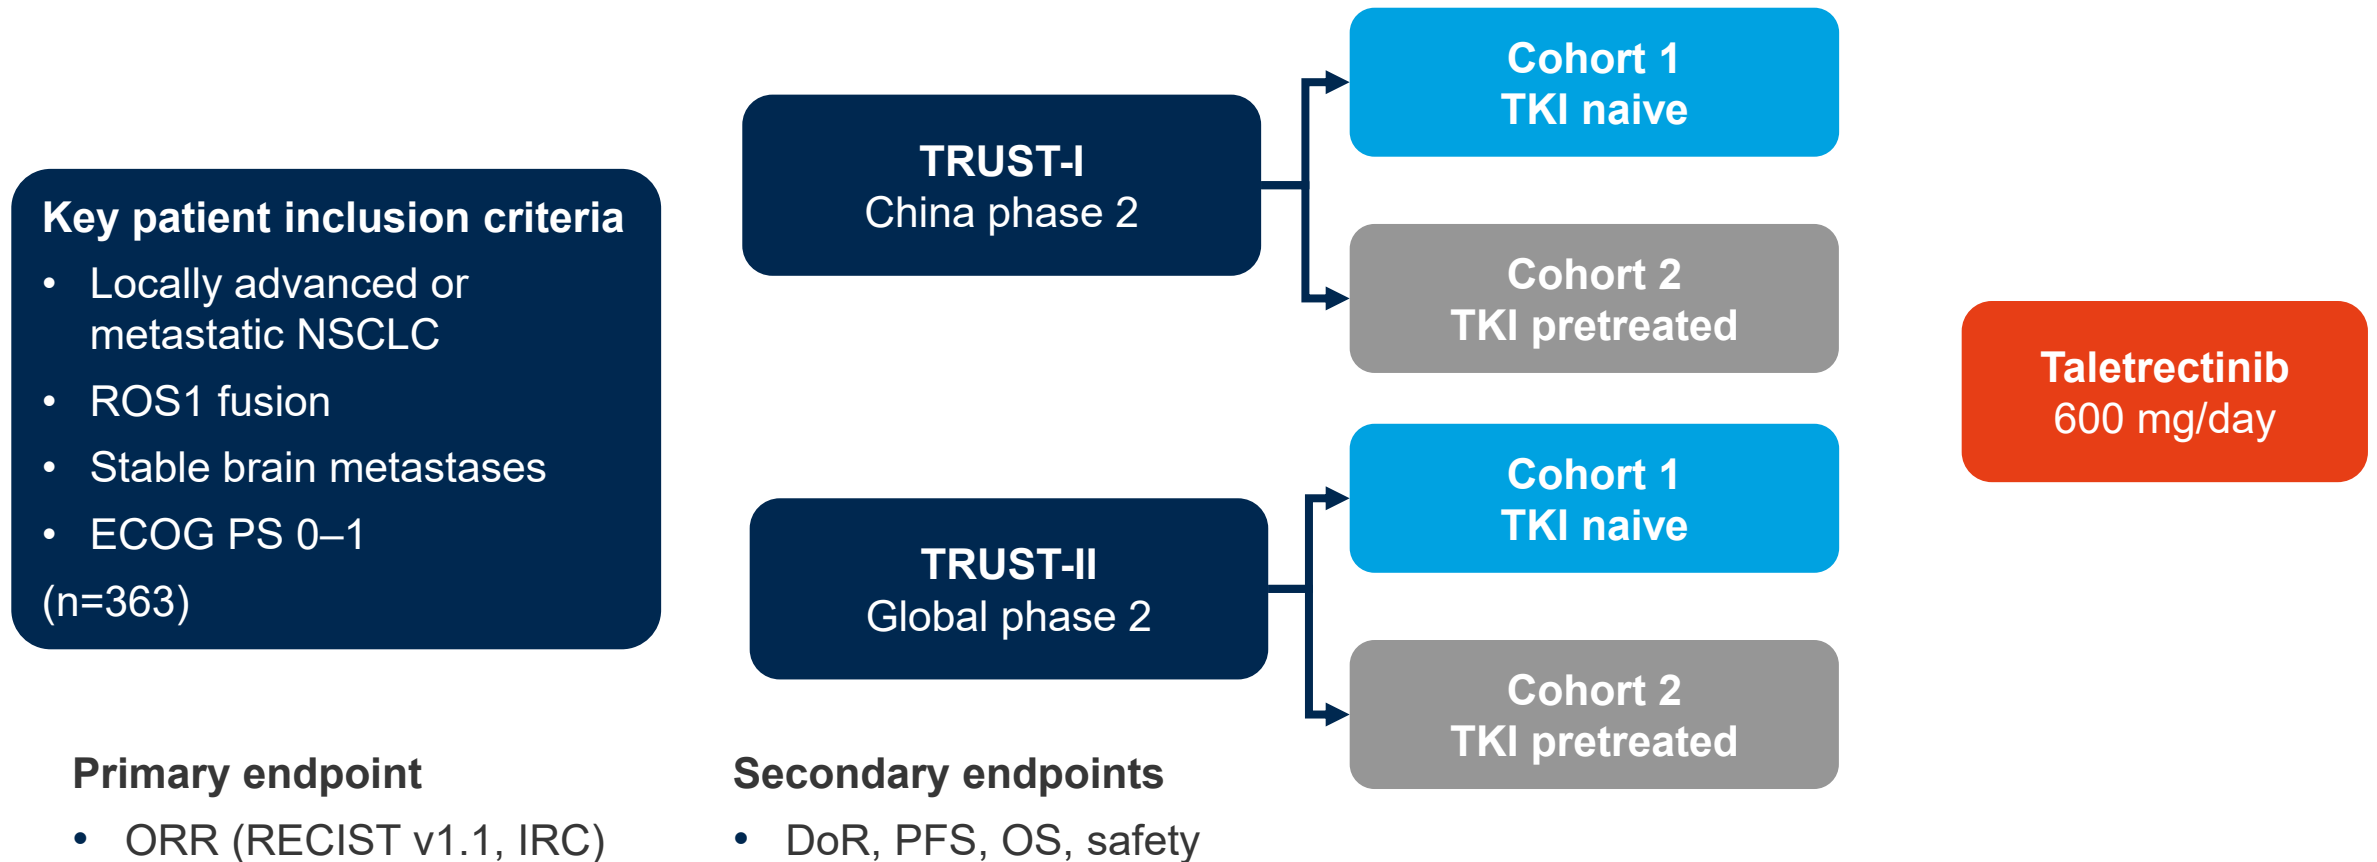 Key patient inclusion criteria
• Locally advanced or
metastatic NSCLC
• ROS1 fusion
• Stable brain metastases
• ECOG PS 0–1
(n=363)
TRUST-I
China phase 2
Cohort 1
TKI naive
Cohort 2
TKI pretreated
TRUST-II
Global phase 2
Cohort 1
TKI naive
Cohort 2
TKI pretreated
Taletrectinib
600 mg/day
Primary endpoint
• ORR (RECIST v1.1, IRC)
Secondary endpoints
• DoR, PFS, OS, safety